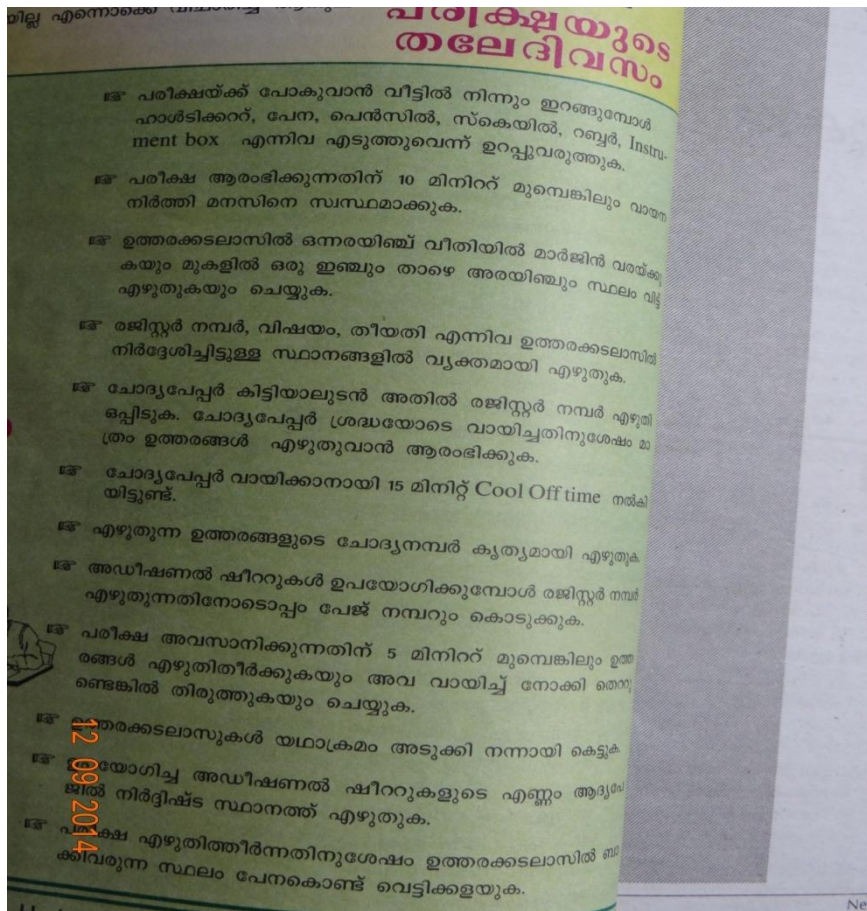 യില്ല എന്നൊക്കെ
പരീക്ഷയുടെ
തലേദിവസം
☞ പരീക്ഷയ്ക്ക് പോകുവാൻ വീട്ടിൽ നിന്നും ഇറങ്ങുമ്പോൾ
ഹാൾടിക്കററ്, പേന, പെൻസിൽ, സ്കെയിൽ, റബ്ബർ, Instru-
ment box എന്നിവ എടുത്തുവെന്ന് ഉറപ്പുവരുത്തുക.
☞ പരീക്ഷ ആരംഭിക്കുന്നതിന് 10 മിനിററ് മുമ്പെങ്കിലും വായന
നിർത്തി മനസിനെ സ്വസ്ഥമാക്കുക.
☞ ഉത്തരക്കടലാസിൽ ഒന്നരയിഞ്ച് വീതിയിൽ മാർജിൻ വരയ്ക്കു
കയും മുകളിൽ ഒരു ഇഞ്ചും താഴെ അരയിഞ്ചും സ്ഥലം വിട്ട്
എഴുതുകയും ചെയ്യുക.
☞ രജിസ്റ്റർ നമ്പർ, വിഷയം, തീയതി എന്നിവ ഉത്തരക്കടലാസിൽ
നിർദ്ദേശിച്ചിട്ടുള്ള സ്ഥാനങ്ങളിൽ വ്യക്തമായി എഴുതുക.
☞ ചോദ്യപേപ്പർ കിട്ടിയാലുടൻ അതിൽ രജിസ്റ്റർ നമ്പർ എഴുതി
ഒപ്പിടുക. ചോദ്യപേപ്പർ ശ്രദ്ധയോടെ വായിച്ചതിനുശേഷം മാ
ത്രം ഉത്തരങ്ങൾ എഴുതുവാൻ ആരംഭിക്കുക.
☞ ചോദ്യപേപ്പർ വായിക്കാനായി 15 മിനിറ്റ് Cool Off time നൽകി
യിട്ടുണ്ട്.
☞ എഴുതുന്ന ഉത്തരങ്ങളുടെ ചോദ്യനമ്പർ കൃത്യമായി എഴുതുക.
☞ അഡീഷണൽ ഷീററുകൾ ഉപയോഗിക്കുമ്പോൾ രജിസ്റ്റർ നമ്പർ
എഴുതുന്നതിനോടൊപ്പം പേജ് നമ്പറും കൊടുക്കുക.
☞ പരീക്ഷ അവസാനിക്കുന്നതിന് 5 മിനിററ് മുമ്പെങ്കിലും ഉത്ത
രങ്ങൾ എഴുതിതീർക്കുകയും അവ വായിച്ച് നോക്കി തെററു
ണ്ടെങ്കിൽ തിരുത്തുകയും ചെയ്യുക.
☞ ഉത്തരക്കടലാസുകൾ യഥാക്രമം അടുക്കി നന്നായി കെട്ടുക.
☞ ഉപയോഗിച്ച അഡീഷണൽ ഷീററുകളുടെ എണ്ണം ആദ്യപേ
ജിൽ നിർദ്ദിഷ്ട സ്ഥാനത്ത് എഴുതുക.
☞ പരീക്ഷ എഴുതിത്തീർന്നതിനുശേഷം ഉത്തരക്കടലാസിൽ ബാ
ക്കിവരുന്ന സ്ഥലം പേനകൊണ്ട് വെട്ടിക്കളയുക.
12 09 2014